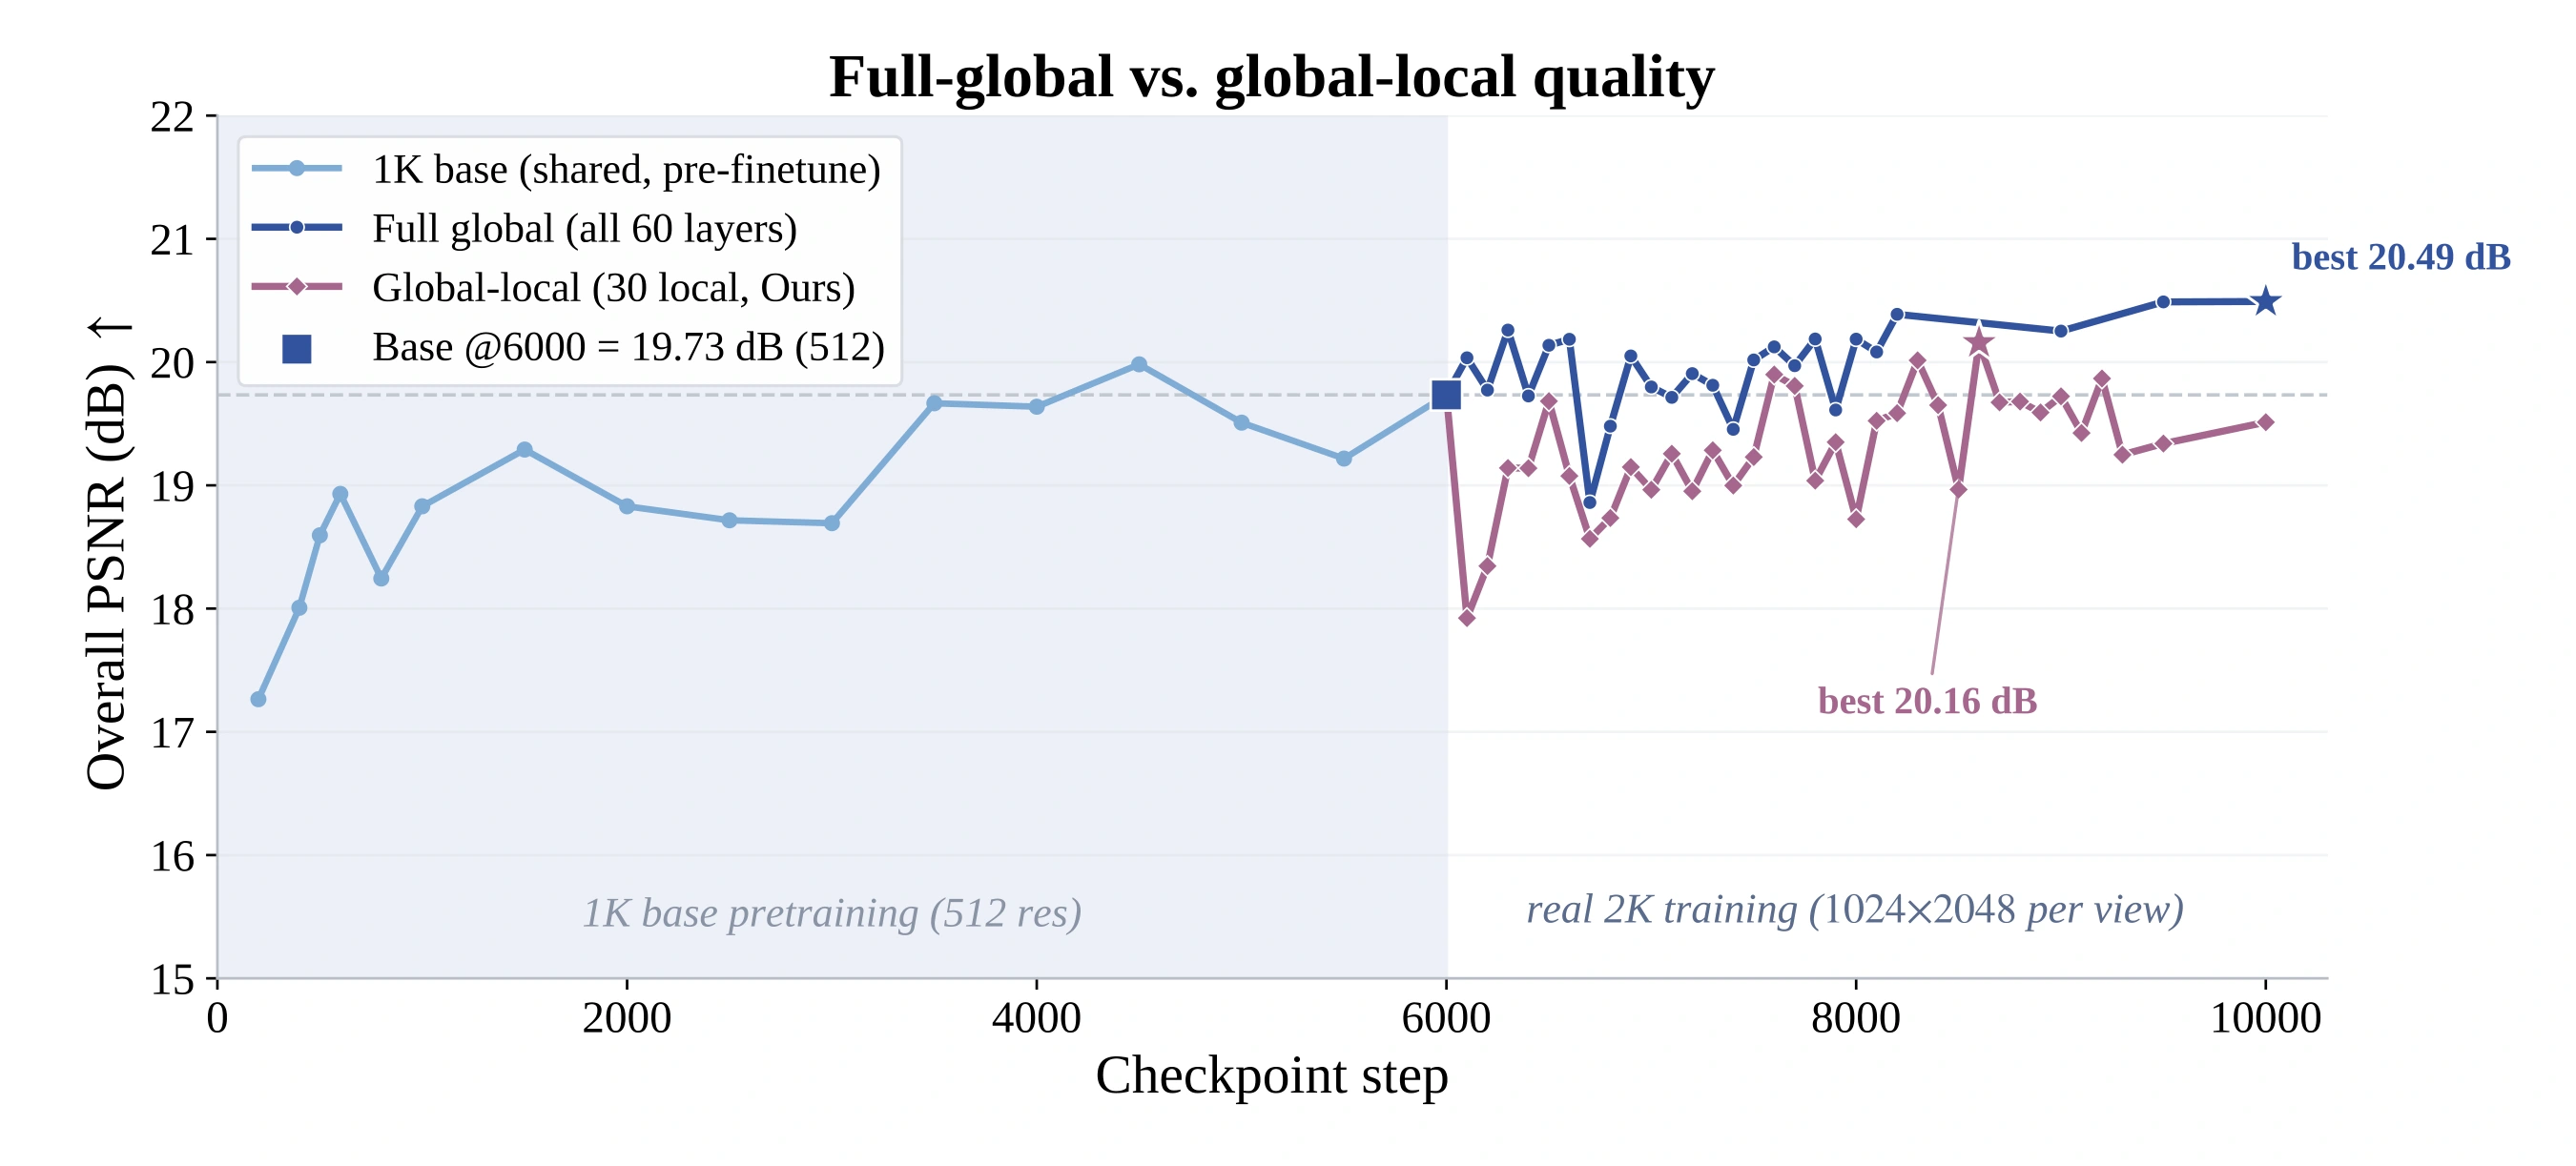 Full-global vs. global-local quality
22
21
20
19
18
17
16
15
Overall PSNR (dB) ↑
1K base (shared, pre-finetune)
Full global (all 60 layers)
Global-local (30 local, Ours)
Base @6000 = 19.73 dB (512)
best 20.49 dB
best 20.16 dB
1K base pretraining (512 res)
real 2K training (1024×2048 per view)
0 2000 4000 6000 8000 10000
Checkpoint step